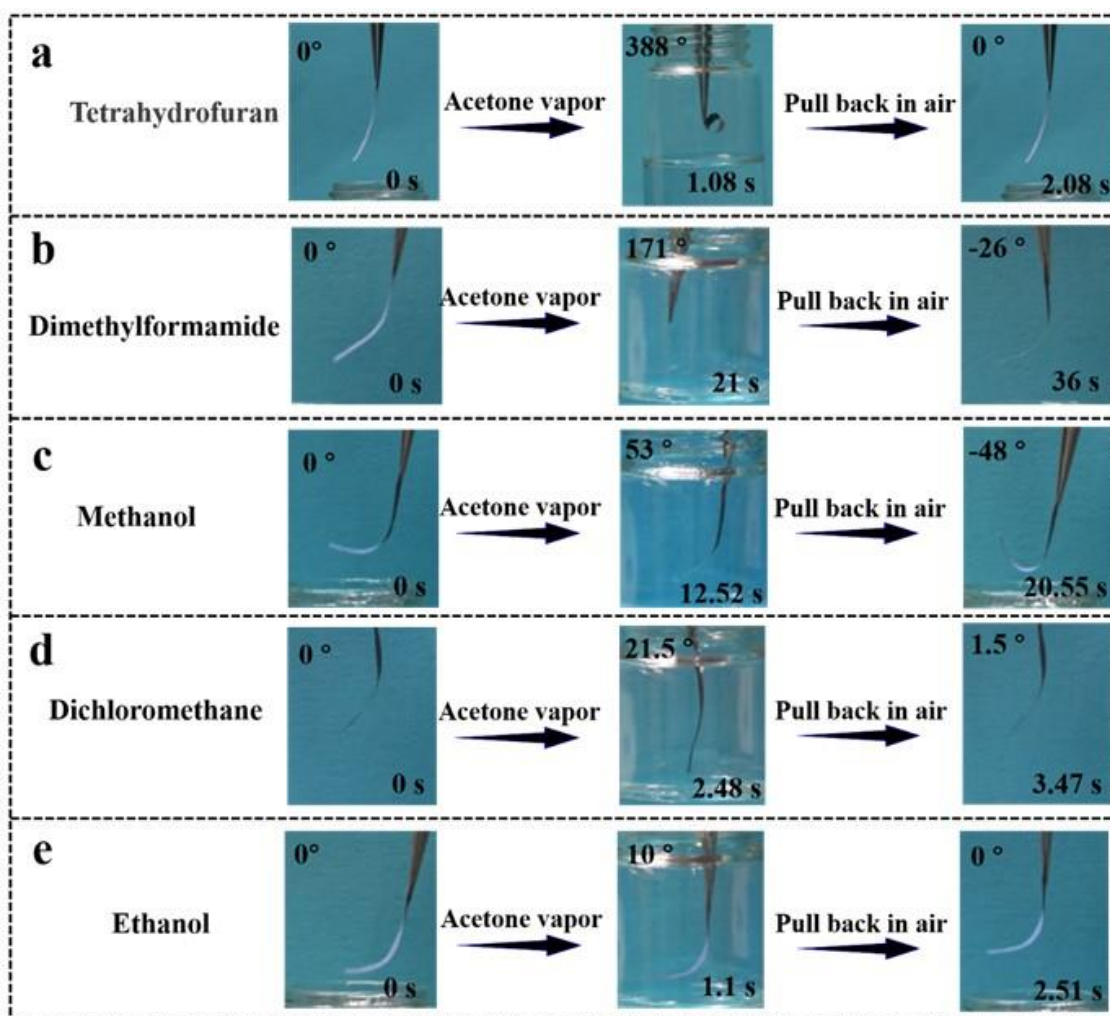 a
0°
388 °
0 °
Tetrahydrofuran
Acetone vapor
Pull back in air
0 s
1.08 s
2.08 s
b
0 °
171 °
-26 °
Dimethylformamide
Acetone vapor
Pull back in air
0 s
21 s
36 s
c
0 °
53 °
-48 °
Methanol
Acetone vapor
Pull back in air
0 s
12.52 s
20.55 s
d
0 °
21.5 °
1.5 °
Dichloromethane
Acetone vapor
Pull back in air
0 s
2.48 s
3.47 s
e
0°
10 °
0 °
Ethanol
Acetone vapor
Pull back in air
0 s
1.1 s
2.51 s